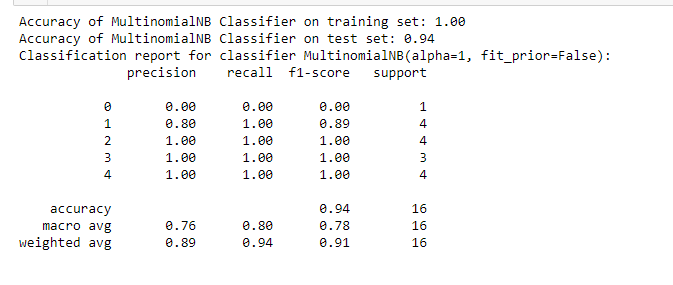 Accuracy of MultinomialNB Classifier on training set: 1.00
Accuracy of MultinomialNB Classifier on test set: 0.94
Classification report for classifier MultinomialNB(alpha=1, fit_prior=False):
precision recall f1-score support
0 0.00 0.00 0.00 1
1 0.80 1.00 0.89 4
2 1.00 1.00 1.00 4
3 1.00 1.00 1.00 3
4 1.00 1.00 1.00 4
accuracy 0.94 16
macro avg 0.76 0.80 0.78 16
weighted avg 0.89 0.94 0.91 16